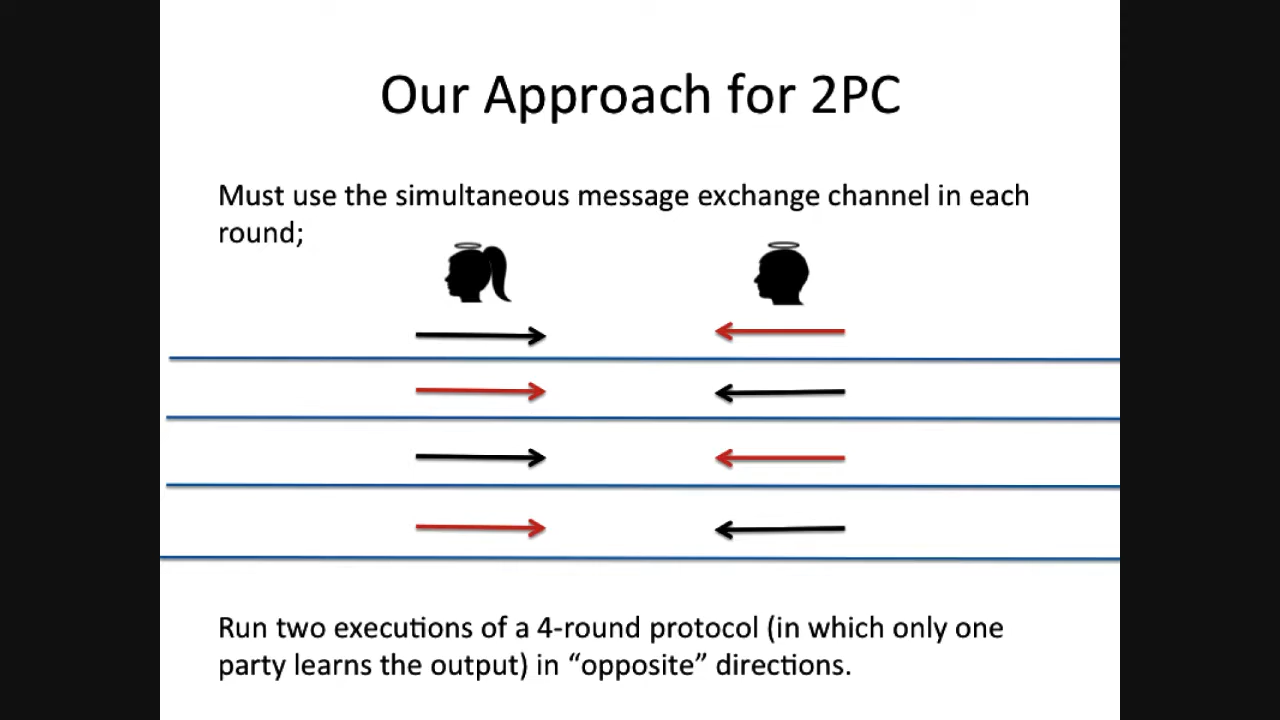 Our Approach for 2PC
Must use the simultaneous message exchange channel in each
round;
Run two executions of a 4-round protocol (in which only one
party learns the output) in “opposite” directions.